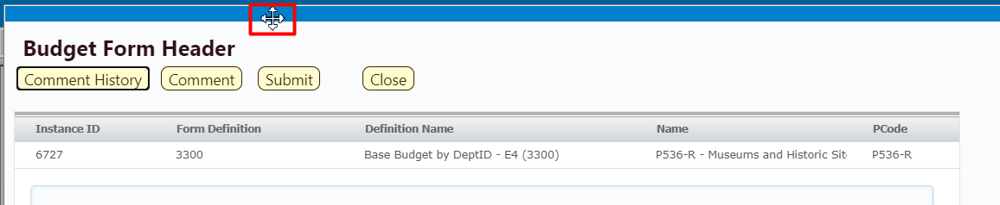 Budget Form Header
Comment History Comment Submit Close
Instance ID Form Definition Definition Name Name PCode
6727 3300 Base Budget by DeptID - E4 (3300) P536-R - Museums and Historic Sit P536-R